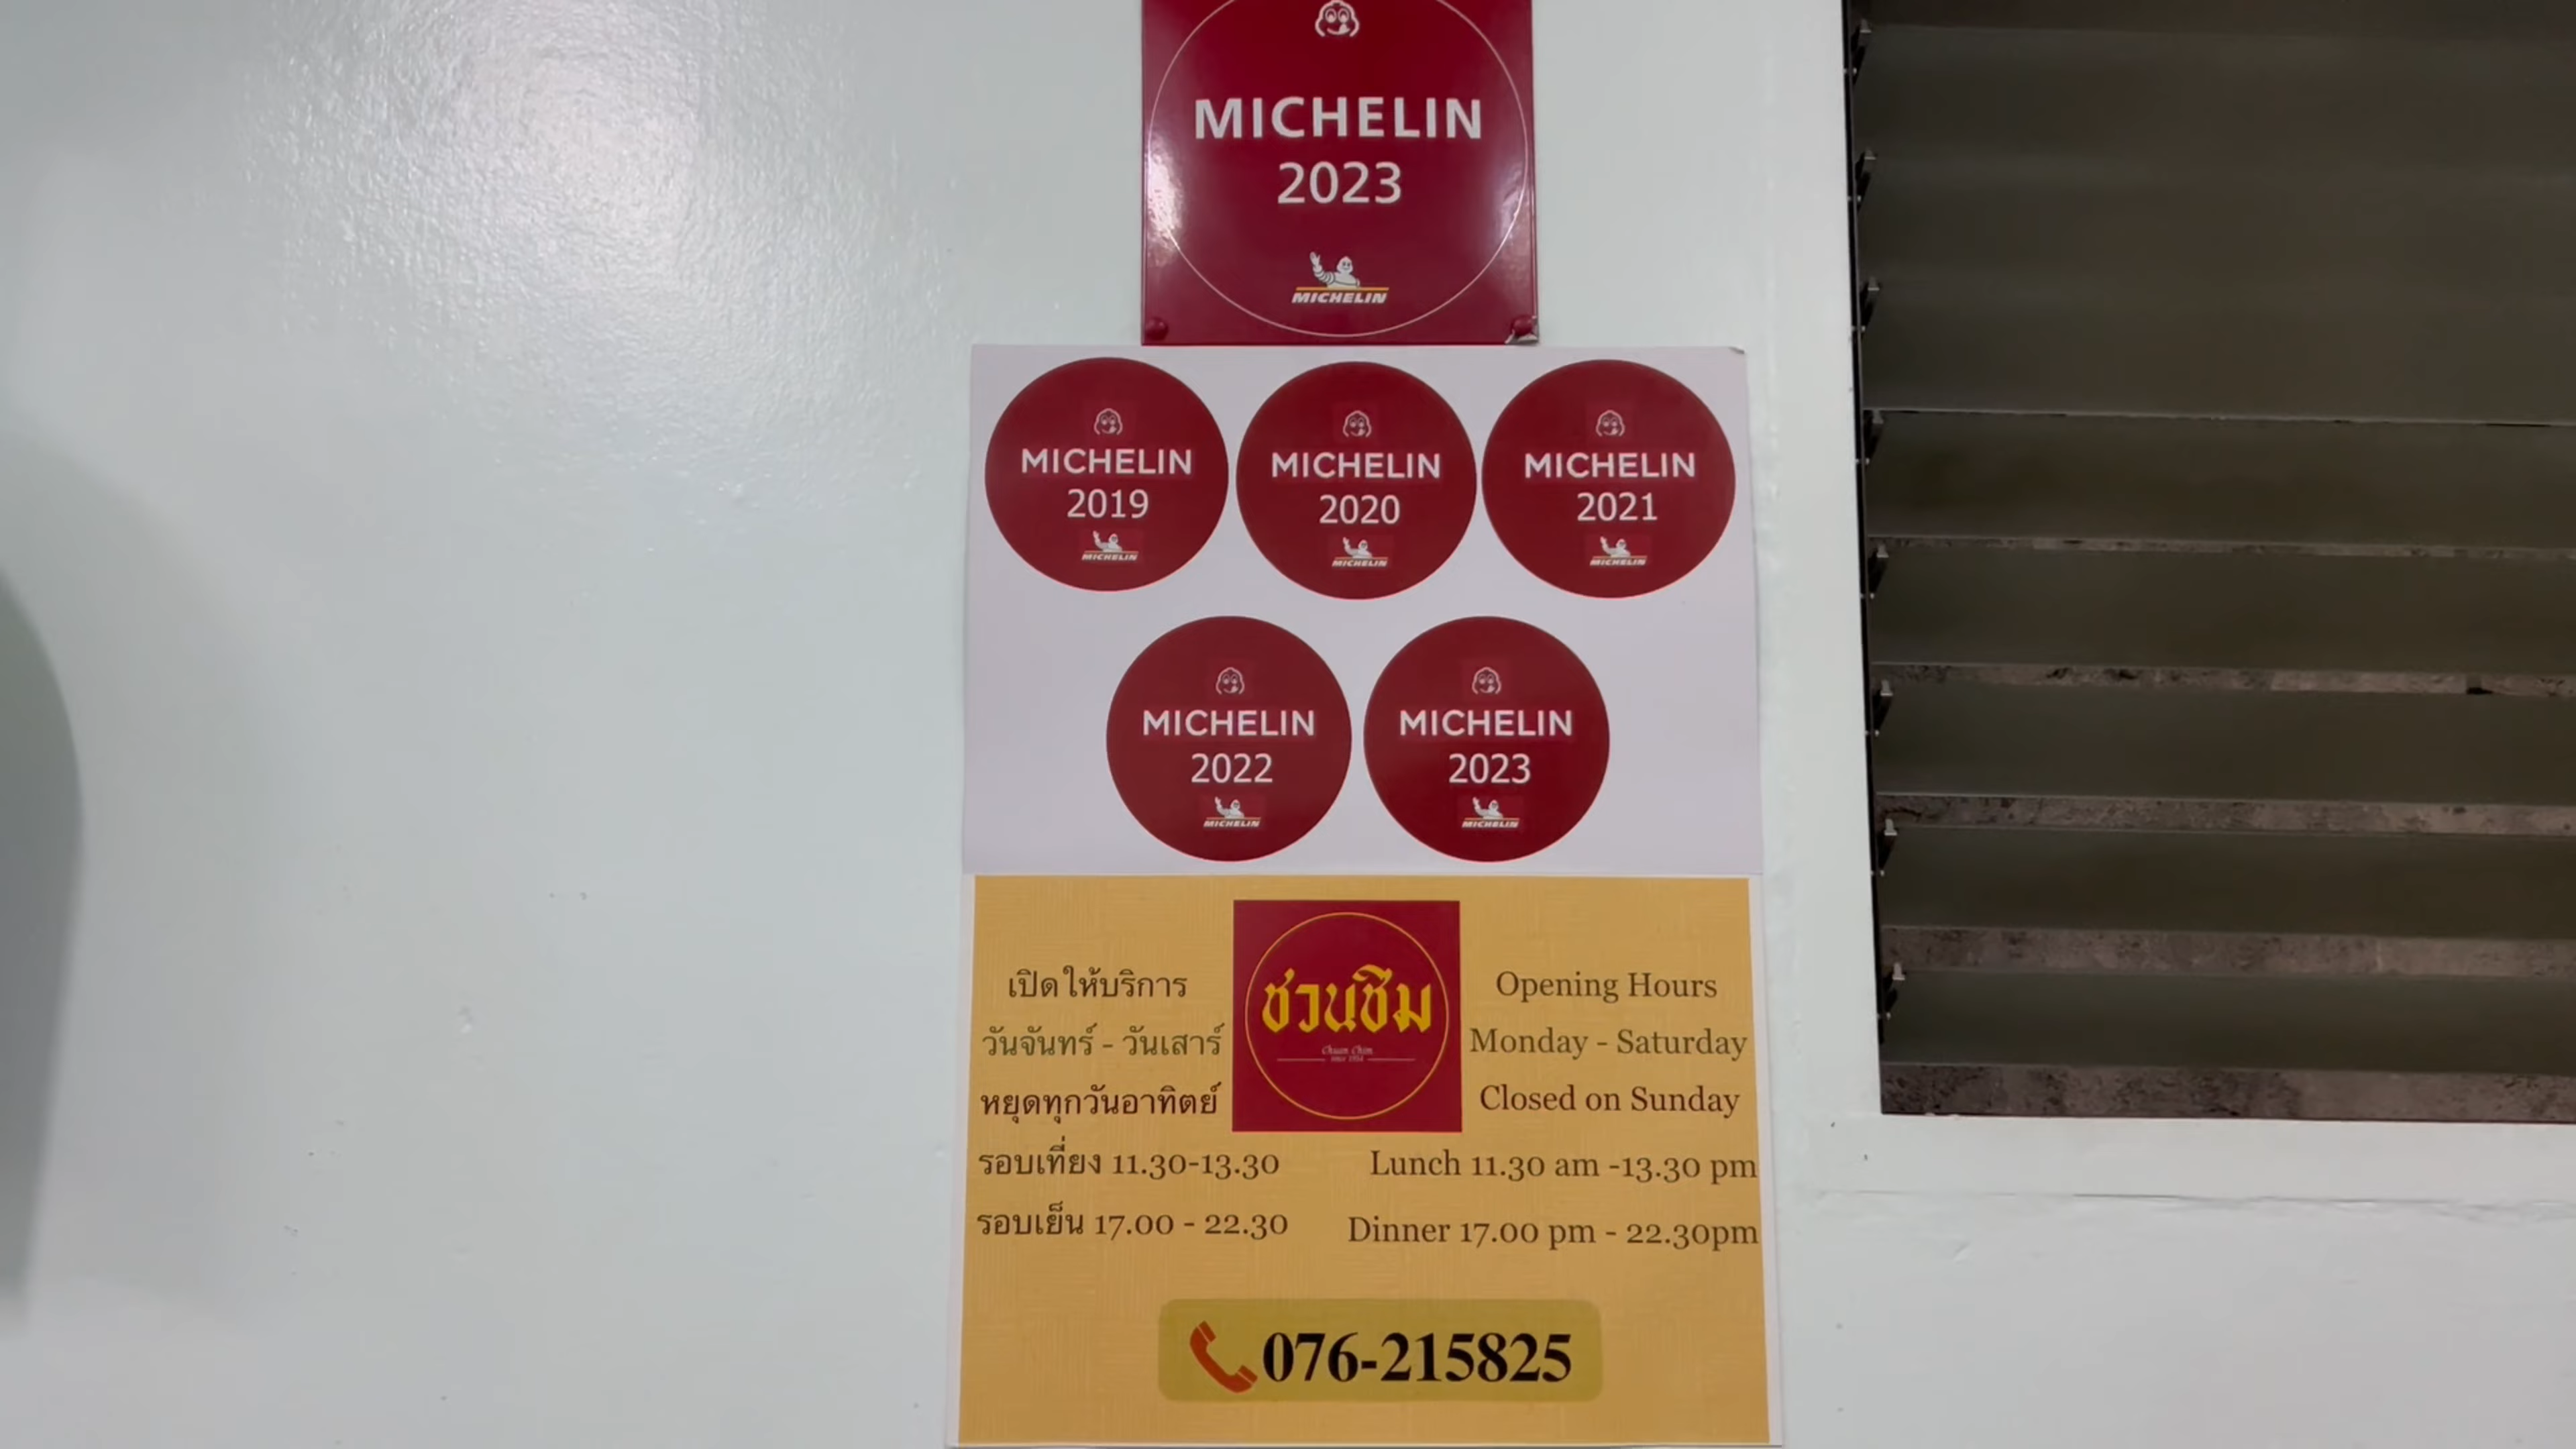 MICHELIN
2023
MICHELIN
MICHELIN
2019
MICHELIN
MICHELIN
2020
MICHELIN
MICHELIN
2021
MICHELIN
MICHELIN
2022
MICHELIN
MICHELIN
2023
MICHELIN
ชวนชิม
Chuan Chim
เปิดให้บริการ
วันจันทร์ - วันเสาร์
หยุดทุกวันอาทิตย์
รอบเที่ยง 11.30-13.30
รอบเย็น 17.00 - 22.30
Opening Hours
Monday - Saturday
Closed on Sunday
Lunch 11.30 am -13.30 pm
Dinner 17.00 pm - 22.30pm
076-215825